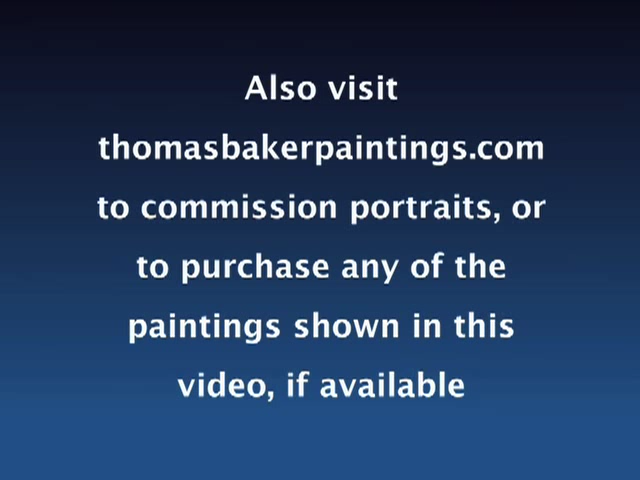 Also visit
thomasbakerpaintings.com
to commission portraits, or
to purchase any of the
paintings shown in this
video, if available